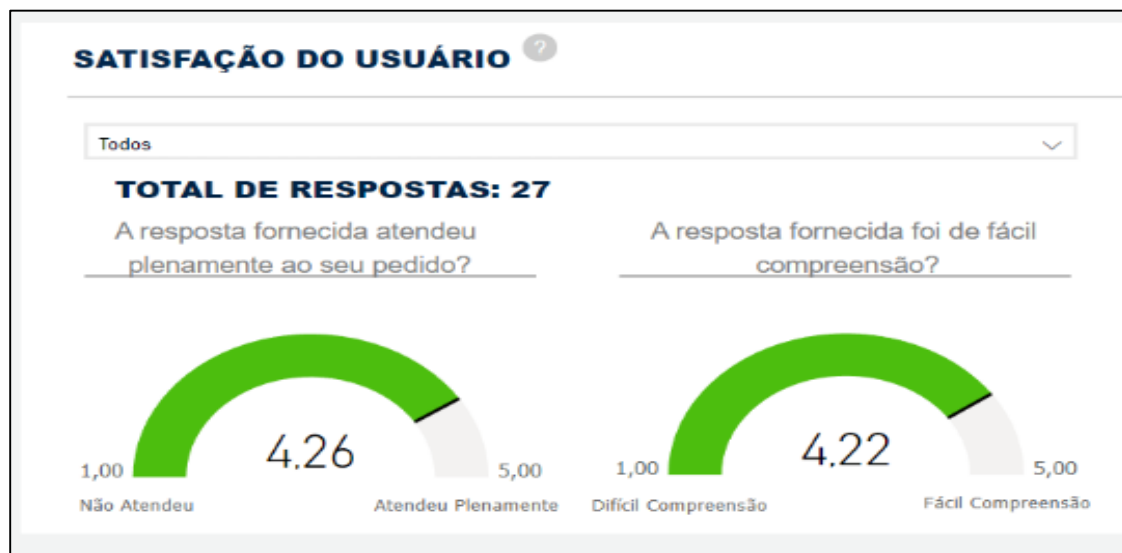 SATISFAÇÃO DO USUÁRIO ?
Todos
TOTAL DE RESPOSTAS: 27
A resposta fornecida atendeu
plenamente ao seu pedido?
4,26
1,00
5,00
Não Atendeu
Atendeu Plenamente
A resposta fornecida foi de fácil
compreensão?
4,22
1,00
5,00
Difícil Compreensão
Fácil Compreensão